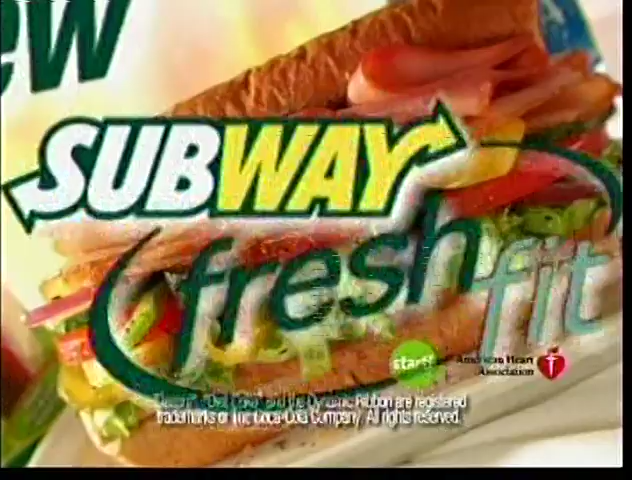 ew
SUBWAY
fresh fit
start!
American Heart
Association
and the Dynamic Ribbon are registered
trademarks of The Coca-Cola Company. All rights reserved.